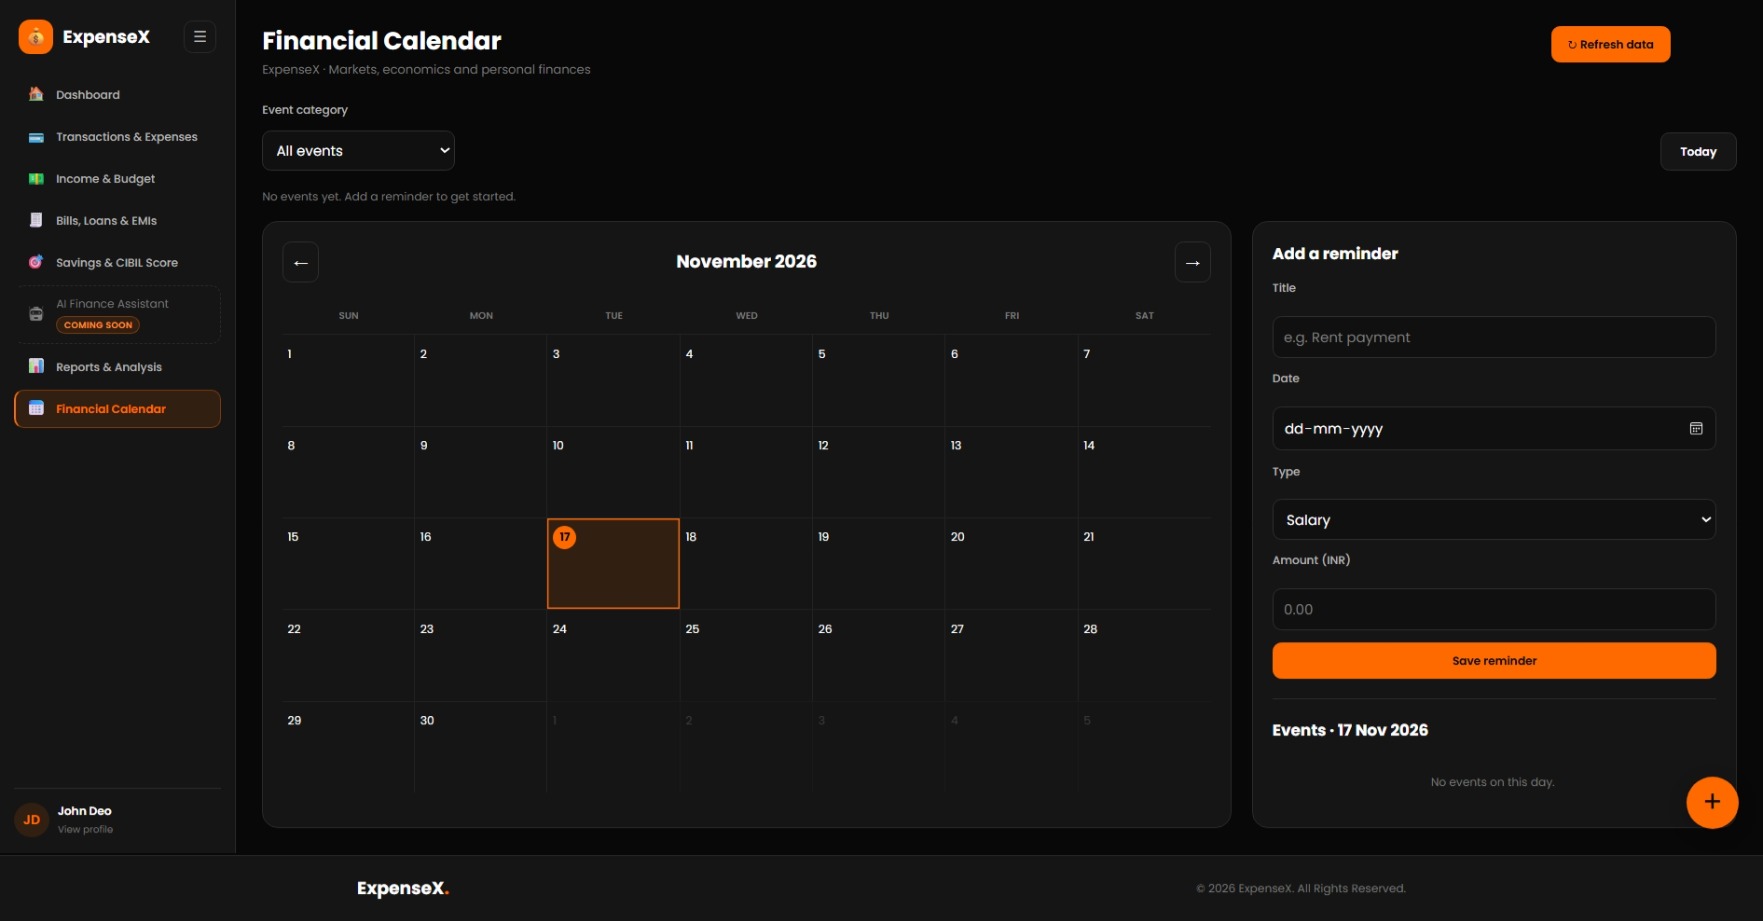 ExpenseX
☰
Dashboard
Transactions & Expenses
Income & Budget
Bills, Loans & EMIs
Savings & CIBIL Score
AI Finance Assistant
COMING SOON
Reports & Analysis
Financial Calendar
John Deo
JD
View profile
Financial Calendar
ExpenseX · Markets, economics and personal finances
↻ Refresh data
Event category
All events
Today
No events yet. Add a reminder to get started.
← November 2026 →
SUN MON TUE WED THU FRI SAT
1 2 3 4 5 6 7
8 9 10 11 12 13 14
15 16 17 18 19 20 21
22 23 24 25 26 27 28
29 30 1 2 3 4 5
Add a reminder
Title
e.g. Rent payment
Date
dd-mm-yyyy
Type
Salary
Amount (INR)
0.00
Save reminder
Events · 17 Nov 2026
No events on this day.
+
ExpenseX.
© 2026 ExpenseX. All Rights Reserved.